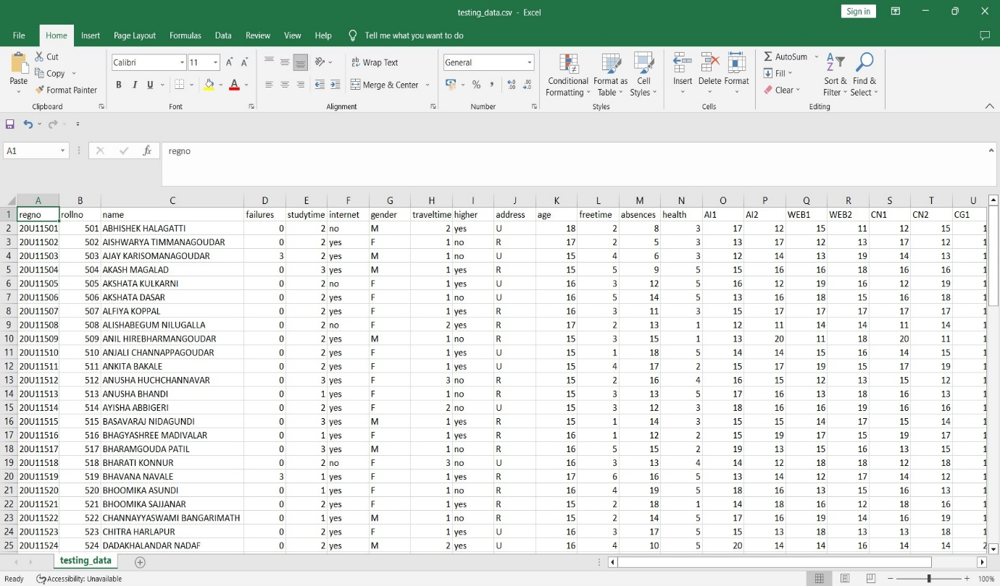 testing_data.csv - Excel
Sign in
File Home Insert Page Layout Formulas Data Review View Help Tell me what you want to do
Paste
Cut
Copy
Format Painter
Clipboard
Calibri 11
B I U
Font
Wrap Text
Merge & Center
Alignment
General
Number
Conditional Formatting
Format as Table
Cell Styles
Styles
Insert Delete Format
Cells
AutoSum
Fill
Clear
Sort & Filter
Find & Select
Editing
A1 fx regno
A B C D E F G H I J K L M N O P Q R S T U
1 regno rollno name failures studytime internet gender traveltime higher address age freetime absences health AI1 AI2 WEB1 WEB2 CN1 CN2 CG1
2 20U11501 501 ABHISHEK HALAGATTI 0 2 no M 2 yes U 18 2 8 3 17 12 15 11 12 15 1
3 20U11502 502 AISHWARYA TIMMANAGOUDAR 0 2 yes F 1 no R 17 2 5 3 13 17 12 13 17 12 1
4 20U11503 503 AJAY KARISOMANAGOUDAR 3 2 yes M 1 no U 15 4 6 3 12 14 13 19 14 13 1
5 20U11504 504 AKASH MAGALAD 0 3 yes M 1 yes R 15 5 9 5 15 16 16 18 16 16 1
6 20U11505 505 AKSHATA KULKARNI 0 2 no F 1 yes U 16 3 12 5 16 12 19 16 12 19 1
7 20U11506 506 AKSHATA DASAR 0 2 yes F 1 no U 16 5 14 5 13 16 18 15 16 18 1
8 20U11507 507 ALFIYA KOPPAL 0 2 yes F 1 yes R 16 3 11 3 15 17 17 17 17 17 1
9 20U11508 508 ALISHABEGUM NILUGALLA 0 2 no F 2 yes R 17 2 13 1 12 11 14 14 11 14 1
10 20U11509 509 ANIL HIREBHARMANGOUDAR 0 2 yes M 1 no R 15 3 15 1 13 20 11 18 20 11 1
11 20U11510 510 ANJALI CHANNAPPAGOUDAR 0 2 yes F 1 yes U 15 1 18 5 14 14 15 16 14 15 1
12 20U11511 511 ANKITA BAKALE 0 2 yes F 1 yes U 15 4 17 2 15 17 19 15 17 19 1
13 20U11512 512 ANUSHA HUCHCHANNAVAR 0 3 yes F 3 no R 15 2 16 4 16 15 12 13 15 12 1
14 20U11513 513 ANUSHA BHANDI 0 1 yes F 1 no R 15 3 13 5 17 16 13 18 16 13 1
15 20U11514 514 AYISHA ABBIGERI 0 2 yes F 2 no U 15 3 12 3 18 16 16 19 16 16 1
16 20U11515 515 BASAVARAJ NIDAGUNDI 0 3 yes M 1 yes R 15 1 14 3 15 15 14 17 15 14 1
17 20U11516 516 BHAGYASHREE MADIVALAR 0 1 yes F 1 yes R 16 1 12 2 15 19 17 15 19 17 1
18 20U11517 517 BHARAMGOUDA PATIL 0 3 yes M 1 no R 16 5 15 2 19 13 15 16 13 15 1
19 20U11518 518 BHARATI KONNUR 0 2 no F 3 no U 16 3 13 4 14 12 18 18 12 18 1
20 20U11519 519 BHAVANA NAVALE 3 1 yes F 1 yes R 17 6 16 5 13 14 12 17 14 12 1
21 20U11520 520 BHOOMIKA ASUNDI 0 1 yes F 1 no R 16 4 19 5 18 16 13 15 16 13 1
22 20U11521 521 BHOOMIKA SAJJANAR 0 2 yes F 1 yes R 15 2 18 1 14 18 16 12 18 16 1
23 20U11522 522 CHANNAYYASWAMI BANGARIMATH 0 1 yes M 1 no R 15 2 14 5 17 16 19 14 16 19 1
24 20U11523 523 CHITRA HARLAPUR 0 2 yes F 1 yes U 16 3 17 5 15 13 18 13 13 18 1
25 20U11524 524 DADAKHALANDAR NADAF 0 2 yes M 2 yes U 16 4 10 5 20 14 14 16 14 14 2
testing_data
Ready Accessibility: Unavailable 100%